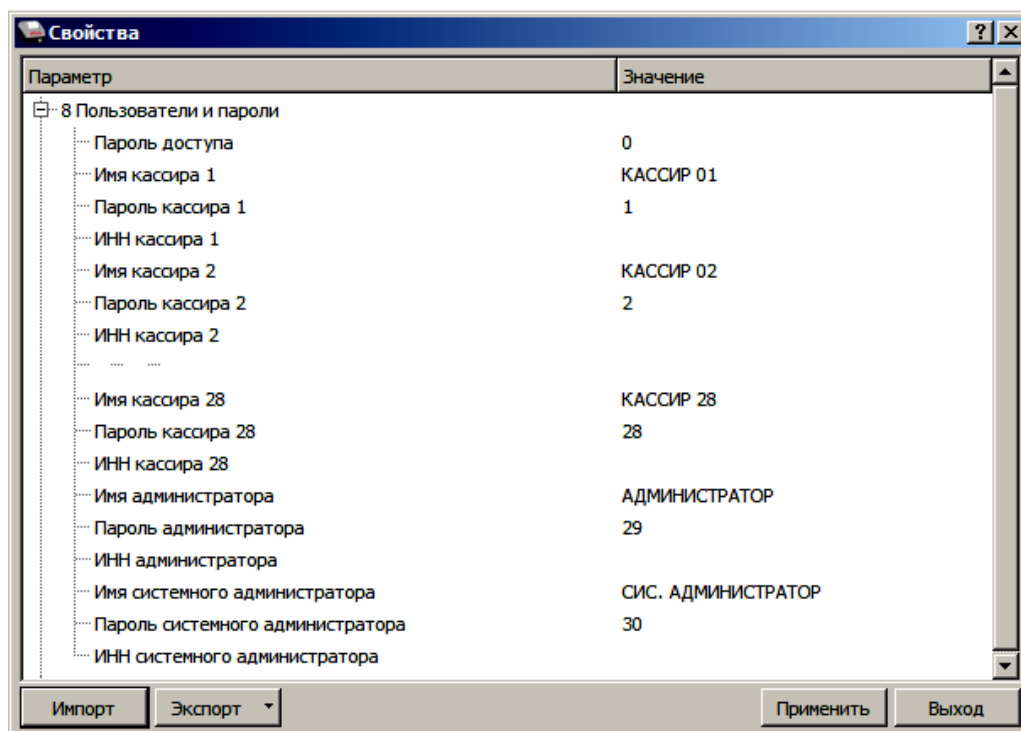 Свойства
Параметр Значение
8 Пользователи и пароли
Пароль доступа 0
Имя кассира 1 КАССИР 01
Пароль кассира 1 1
ИНН кассира 1
Имя кассира 2 КАССИР 02
Пароль кассира 2 2
ИНН кассира 2
... ... ...
Имя кассира 28 КАССИР 28
Пароль кассира 28 28
ИНН кассира 28
Имя администратора АДМИНИСТРАТОР
Пароль администратора 29
ИНН администратора
Имя системного администратора СИС. АДМИНИСТРАТОР
Пароль системного администратора 30
ИНН системного администратора
Импорт Экспорт Применить Выход